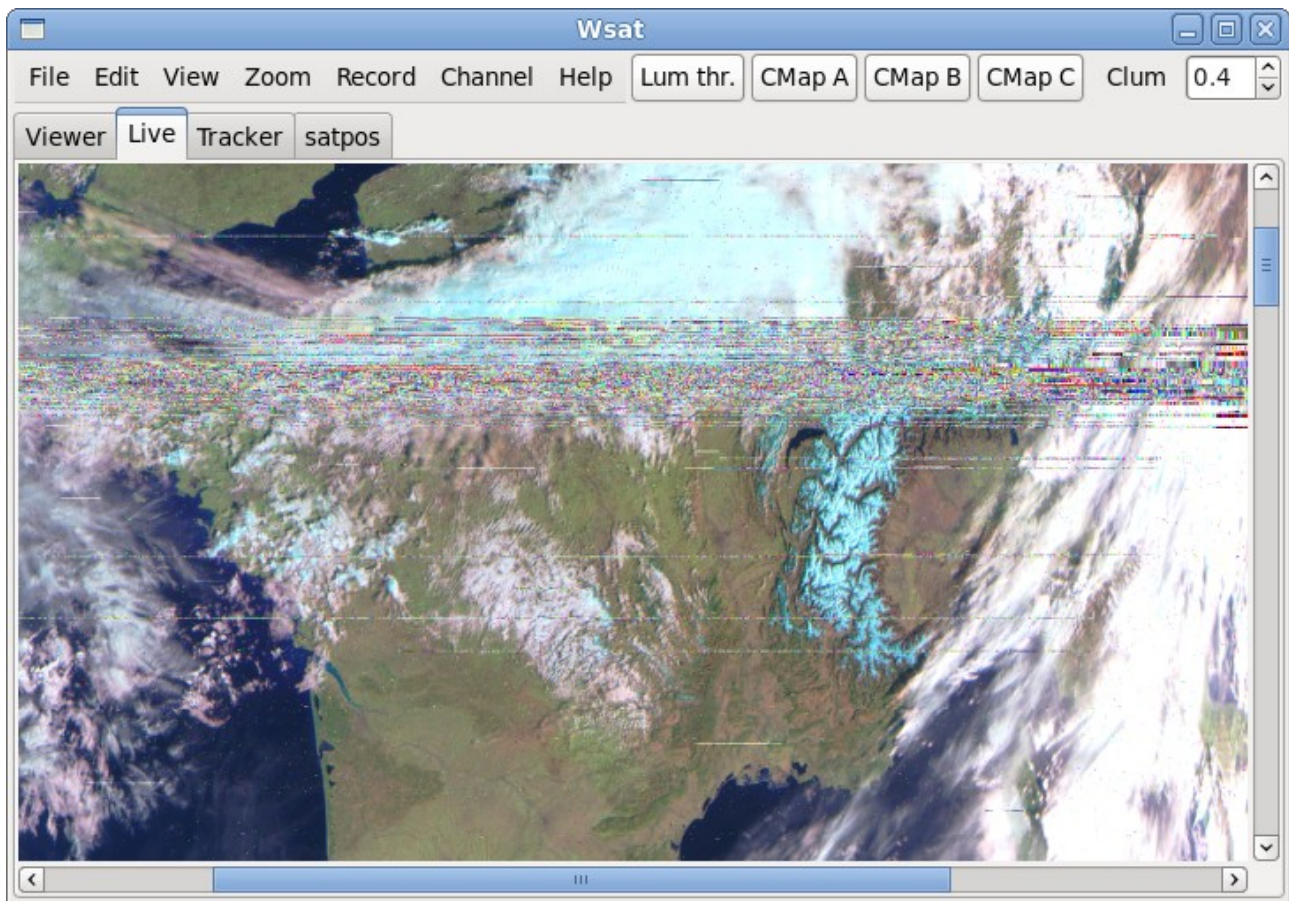 Wsat
File Edit View Zoom Record Channel Help Lum thr. CMap A CMap B CMap C Clum 0.4
Viewer Live Tracker satpos